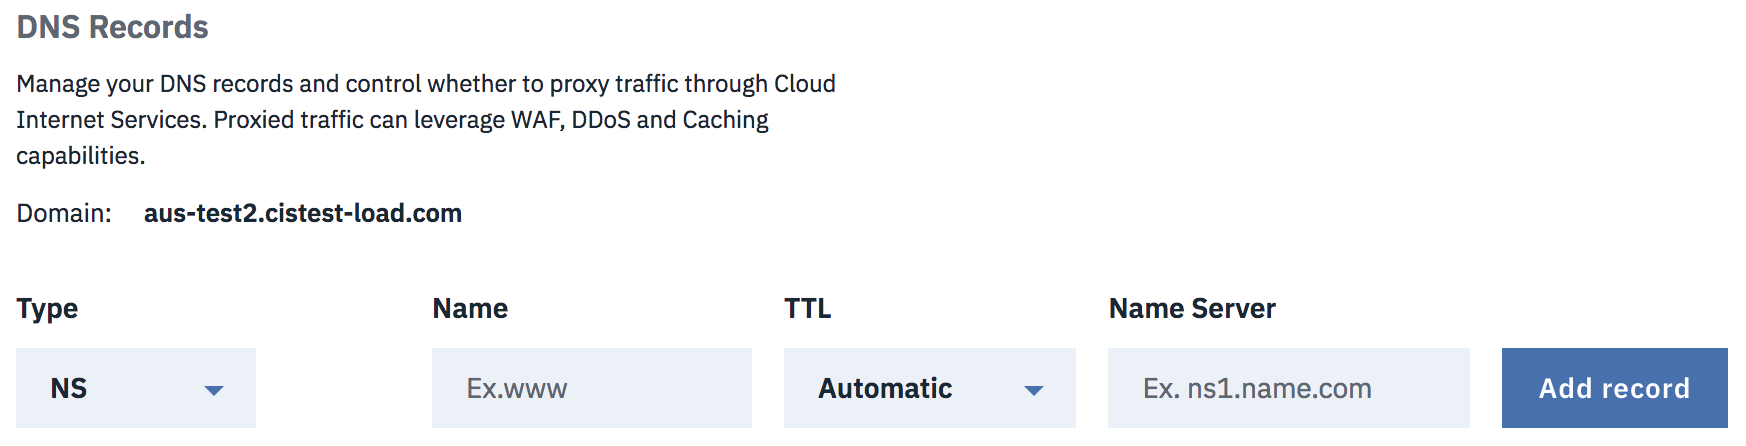 DNS Records
Manage your DNS records and control whether to proxy traffic through Cloud
Internet Services. Proxied traffic can leverage WAF, DDoS and Caching
capabilities.
Domain: aus-test2.cistest-load.com
Type Name TTL Name Server
NS Ex.www Automatic Ex. ns1.name.com Add record